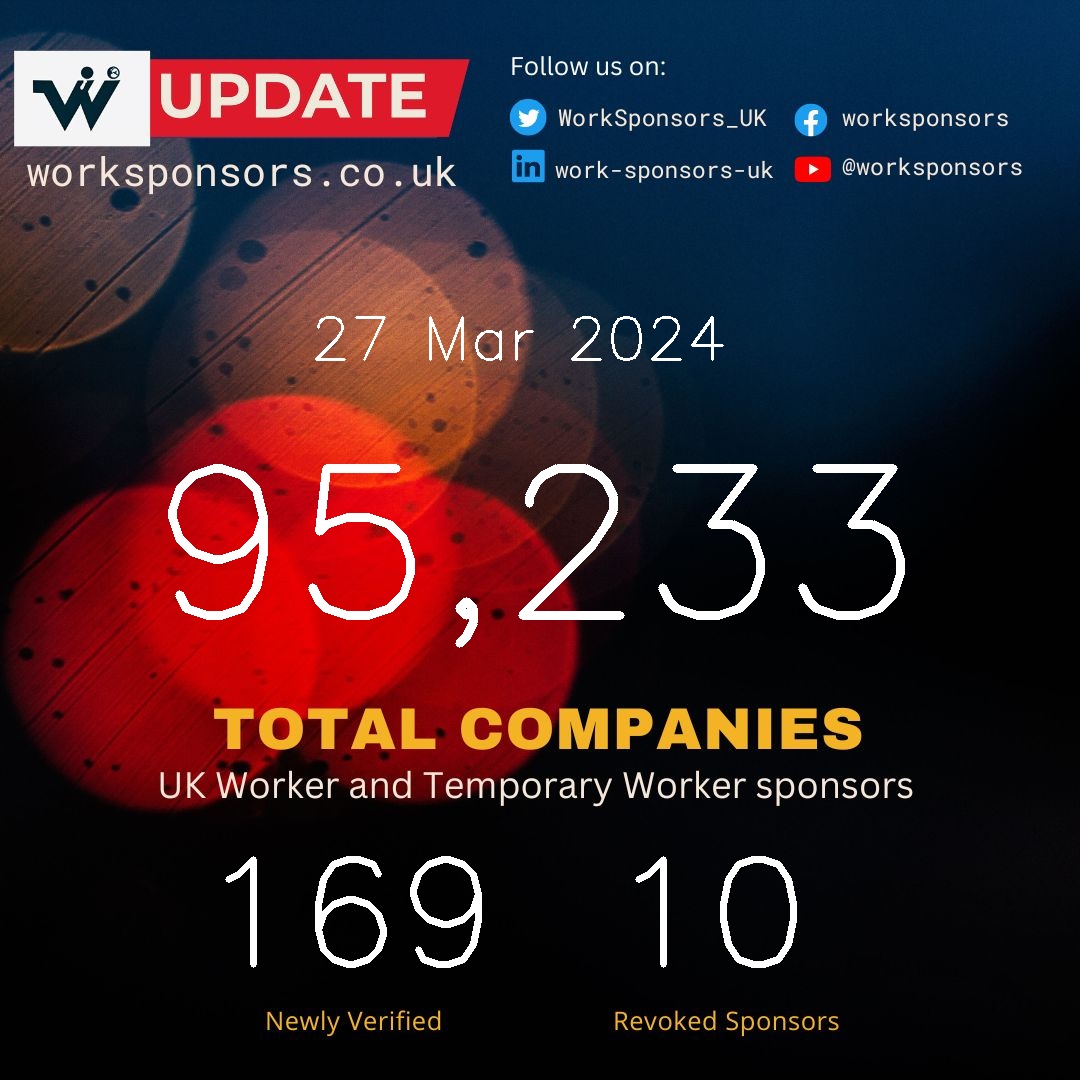 UPDATE
worksponsors.co.uk
Follow us on:
WorkSponsors_UK
worksponsors
work-sponsors-uk
@worksponsors
27 Mar 2024
95,233
TOTAL COMPANIES
UK Worker and Temporary Worker sponsors
169
10
Newly Verified
Revoked Sponsors